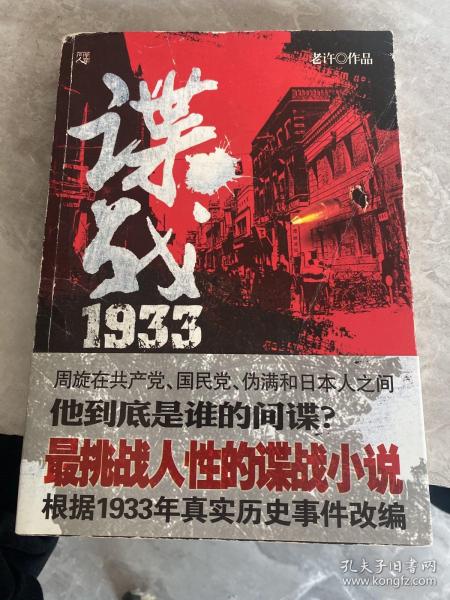 老许◎作品
谍战
1933
周旋在共产党、国民党、伪满和日本人之间
他到底是谁的间谍?
最挑战人性的谍战小说
根据1933年真实历史事件改编
孔夫子旧书网
www.kongfz.com